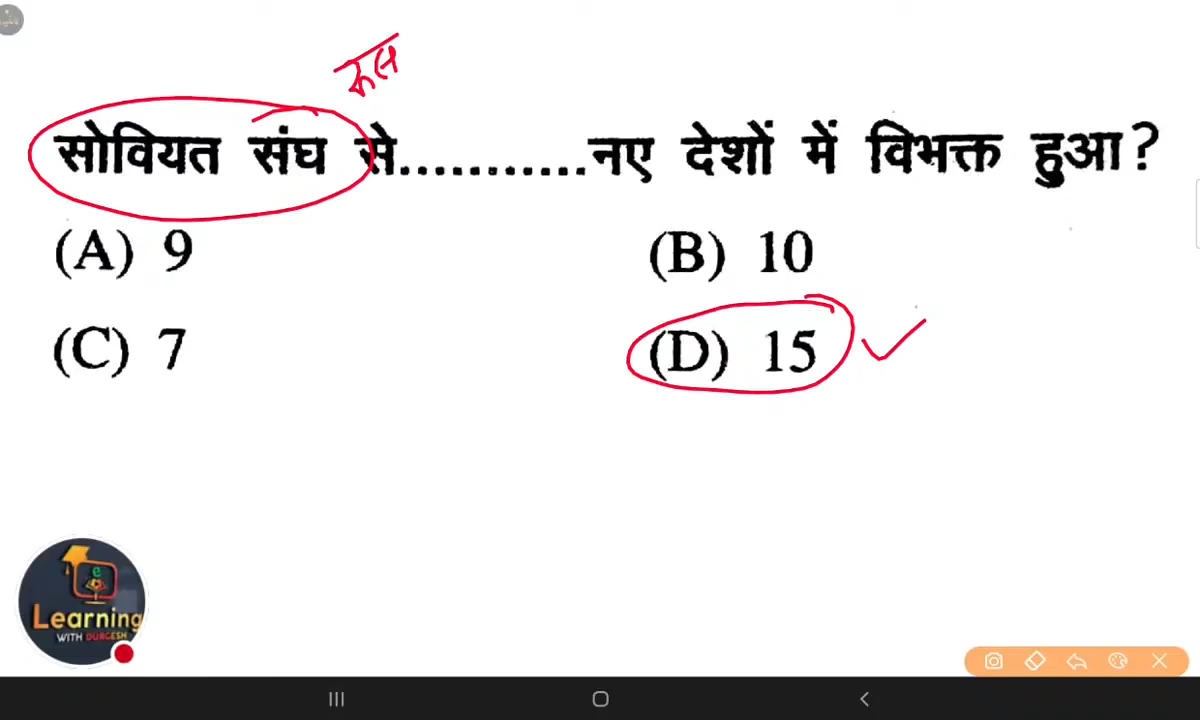 रूस
सोवियत संघ से...........नए देशों में विभक्त हुआ?
(A) 9
(B) 10
(C) 7
(D) 15
e
Learning
WITH DURGESH